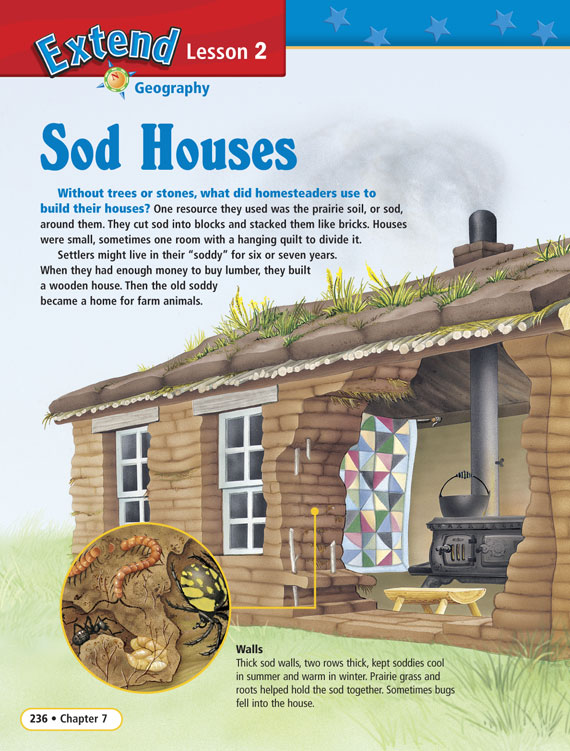 Extend Lesson 2
N
Geography
Sod Houses
Without trees or stones, what did homesteaders use to
build their houses? One resource they used was the prairie soil, or sod,
around them. They cut sod into blocks and stacked them like bricks. Houses
were small, sometimes one room with a hanging quilt to divide it.
Settlers might live in their “soddy” for six or seven years.
When they had enough money to buy lumber, they built
a wooden house. Then the old soddy
became a home for farm animals.
Walls
Thick sod walls, two rows thick, kept soddies cool
in summer and warm in winter. Prairie grass and
roots helped hold the sod together. Sometimes bugs
fell into the house.
236 • Chapter 7